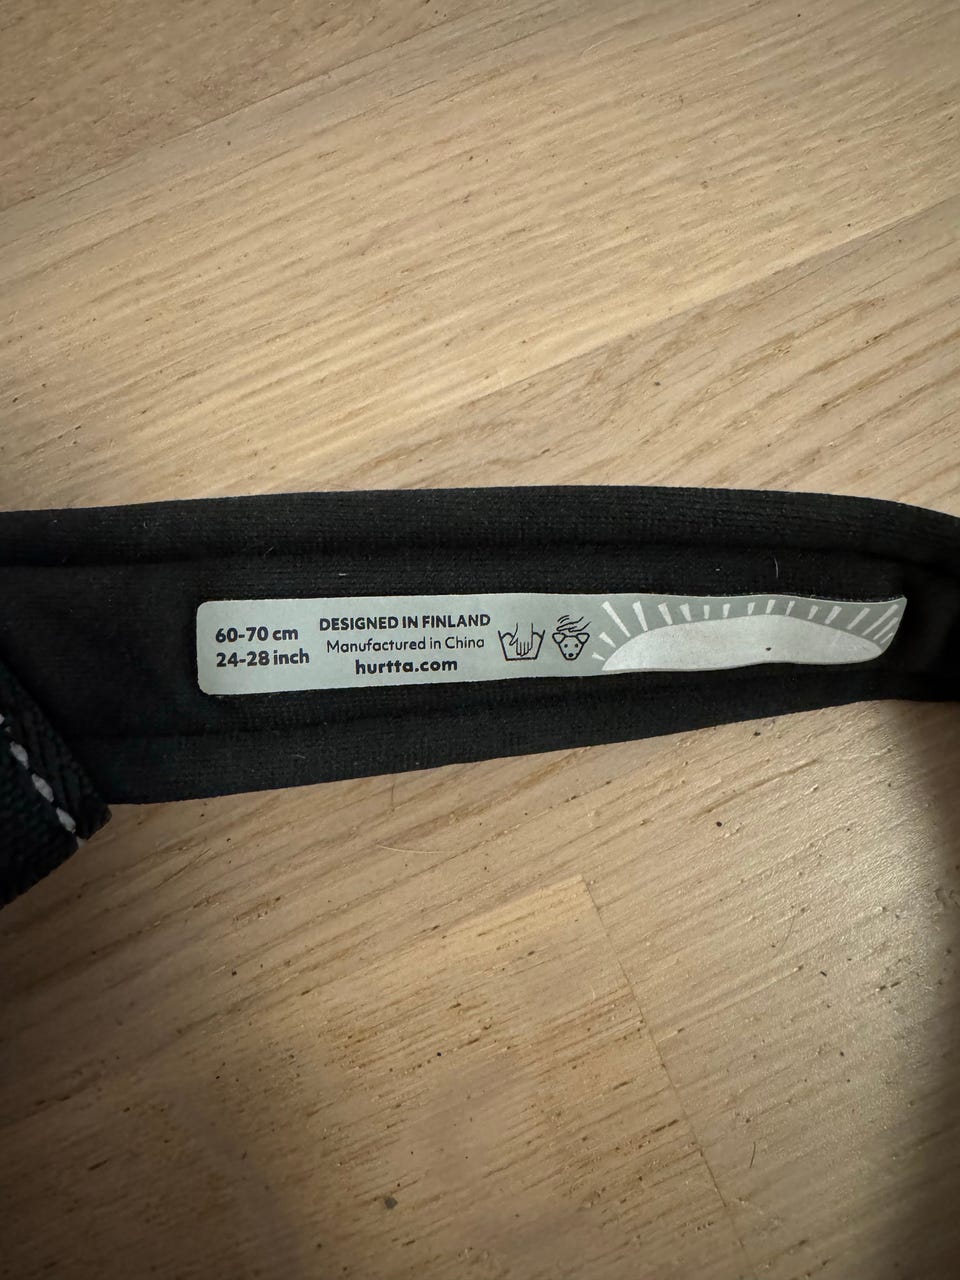 60-70 cm
24-28 inch
DESIGNED IN FINLAND
Manufactured in China
hurtta.com